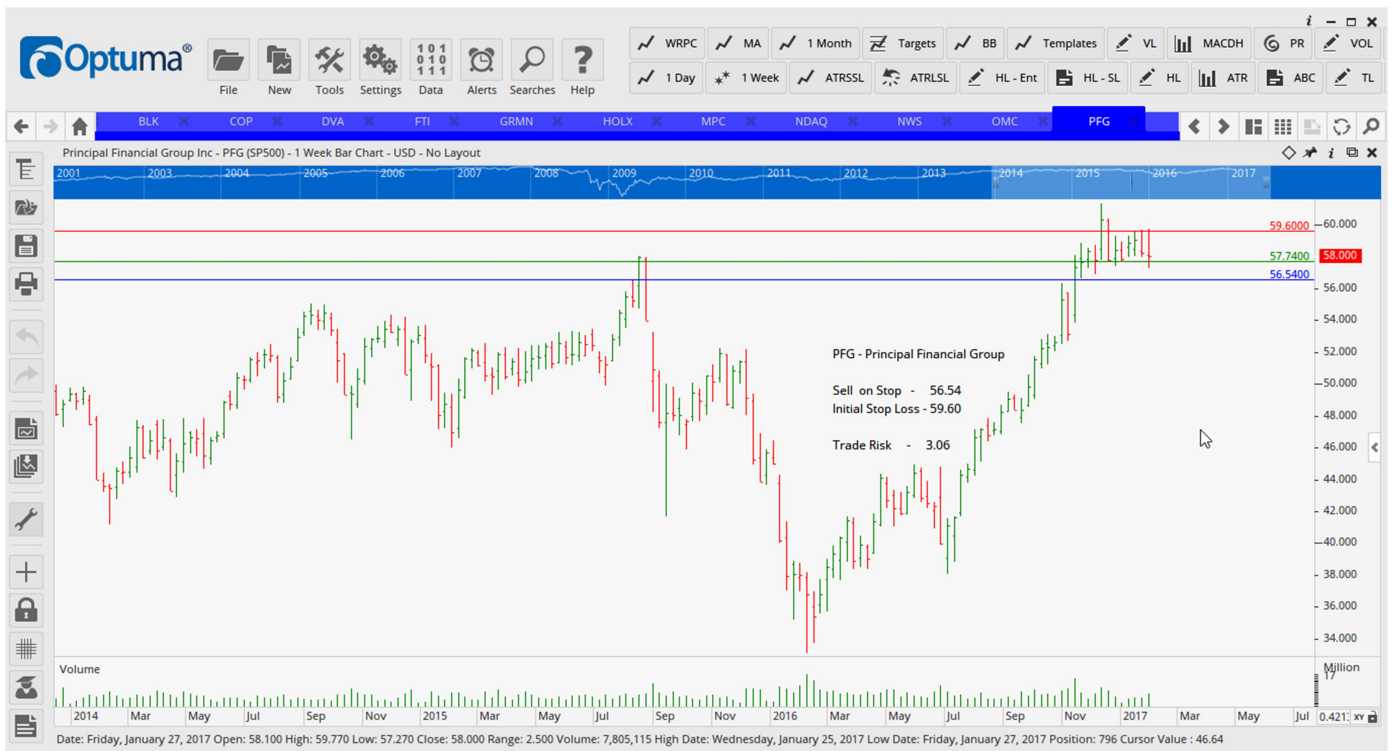 Optuma®
File
New
Tools
Settings
Data
Alerts
Searches
Help
WRPC
MA
1 Month
Targets
BB
Templates
VL
MACDH
PR
VOL
1 Day
1 Week
ATRSSL
ATRLSL
HL - Ent
HL - SL
HL
ATR
ABC
TL
BLK
COP
DVA
FTI
GRMN
HOLX
MPC
NDAQ
NWS
OMC
PFG
Principal Financial Group Inc - PFG (SP500) - 1 Week Bar Chart - USD - No Layout
2001 2003 2004 2005 2006 2007 2008 2009 2010 2011 2012 2013 2014 2015 2016 2017
59.6000
60.000
57.7400
58.000
56.5400
56.000
54.000
52.000
50.000
48.000
46.000
44.000
42.000
40.000
38.000
36.000
34.000
PFG - Principal Financial Group
Sell on Stop - 56.54
Initial Stop Loss - 59.60
Trade Risk - 3.06
Volume
Million
17
2014 Mar May Jul Sep Nov 2015 Mar May Jul Sep Nov 2016 Mar May Jul Sep Nov 2017 Mar May Jul
XY
Date: Friday, January 27, 2017 Open: 58.100 High: 59.770 Low: 57.270 Close: 58.000 Range: 2.500 Volume: 7,805,115 High Date: Wednesday, January 25, 2017 Low Date: Friday, January 27, 2017 Position: 796 Cursor Value : 46.64